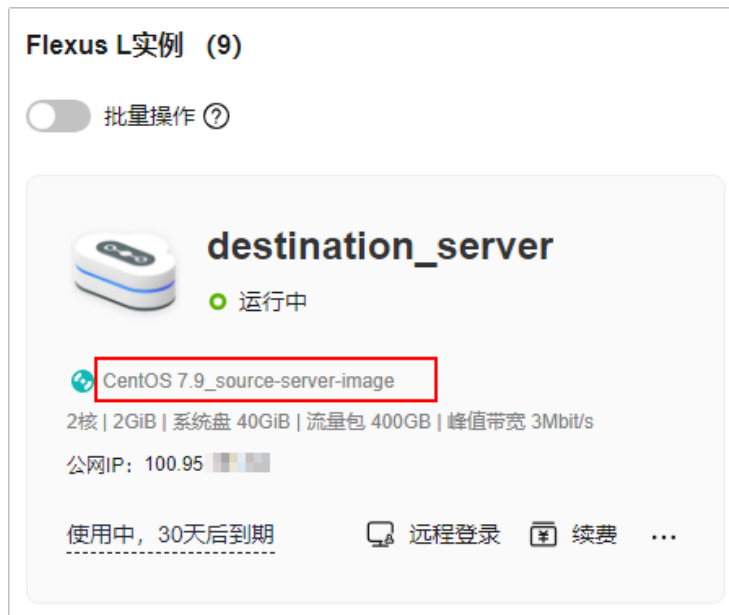 Flexus L实例 （9）
批量操作
destination_server
运行中
CentOS 7.9_source-server-image
2核 | 2GiB | 系统盘 40GiB | 流量包 400GB | 峰值带宽 3Mbit/s
公网IP：100.95
使用中，30天后到期 远程登录 续费 ...